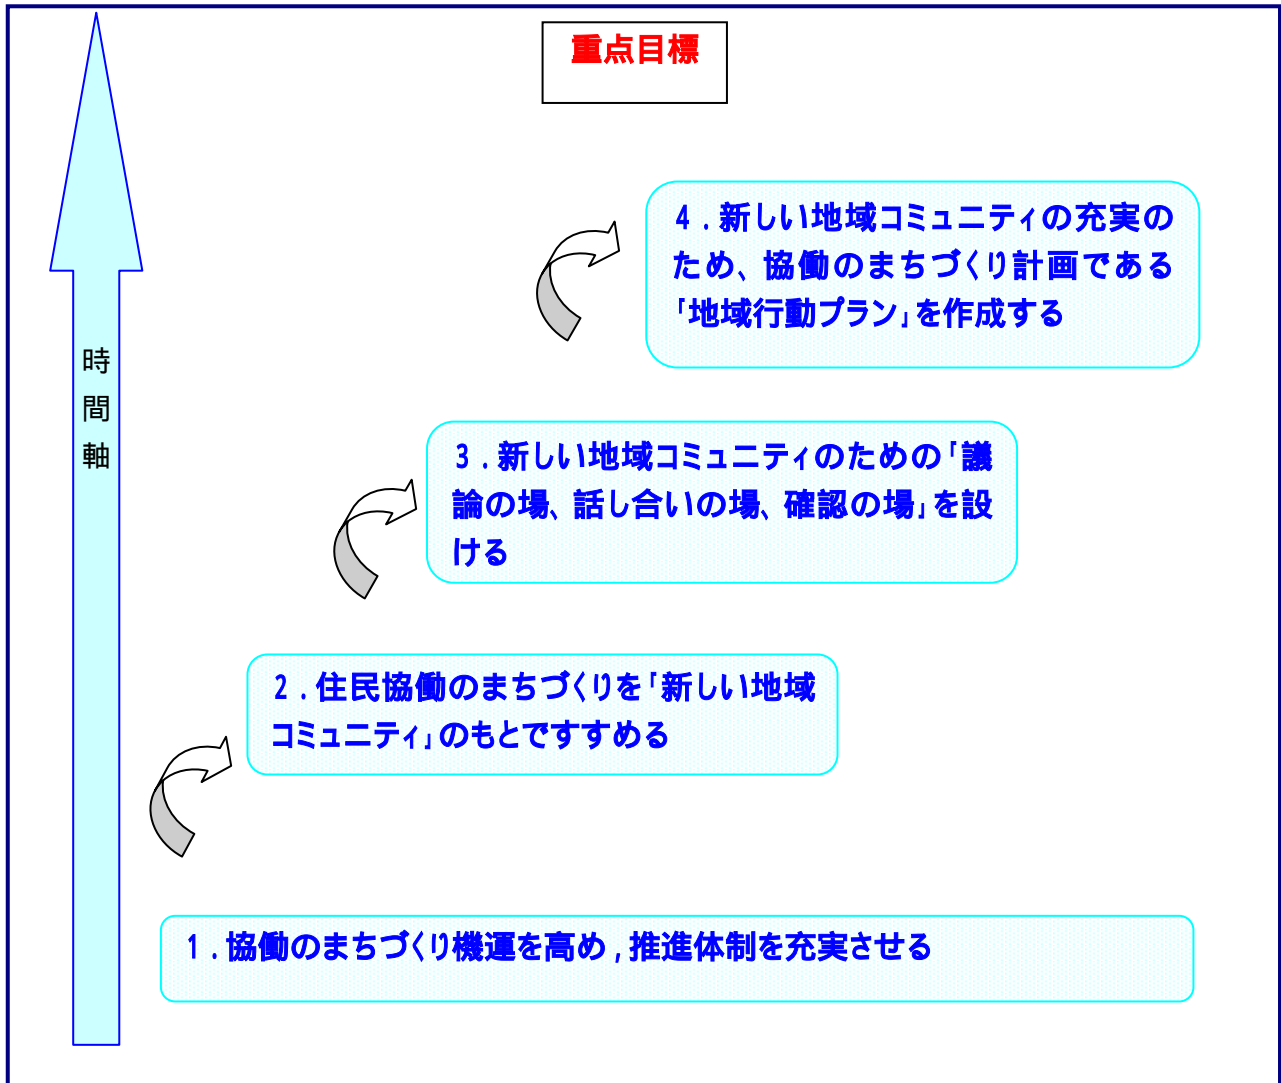 重点目標
4．新しい地域コミュニティの充実の
ため、協働のまちづくり計画である
「地域行動プラン」を作成する
時
間
軸
3．新しい地域コミュニティのための「議
論の場、話し合いの場、確認の場」を設
ける
2．住民協働のまちづくりを「新しい地域
コミュニティ」のもとですすめる
1．協働のまちづくり機運を高め，推進体制を充実させる